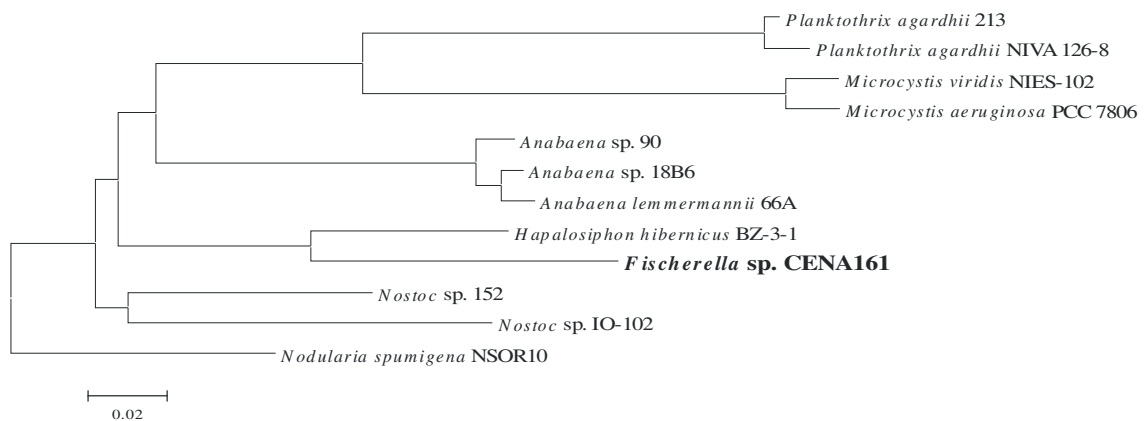 Planktothrix agardhii 213
Planktothrix agardhii NIVA 126-8
Microcystis viridis NIES-102
Microcystis aeruginosa PCC 7806
Anabaena sp. 90
Anabaena sp. 18B6
Anabaena lemmermannii 66A
Hapalosiphon hibernicus BZ-3-1
Fischerella sp. CENA161
Nostoc sp. 152
Nostoc sp. IO-102
Nodularia spumigena NSOR10
0.02